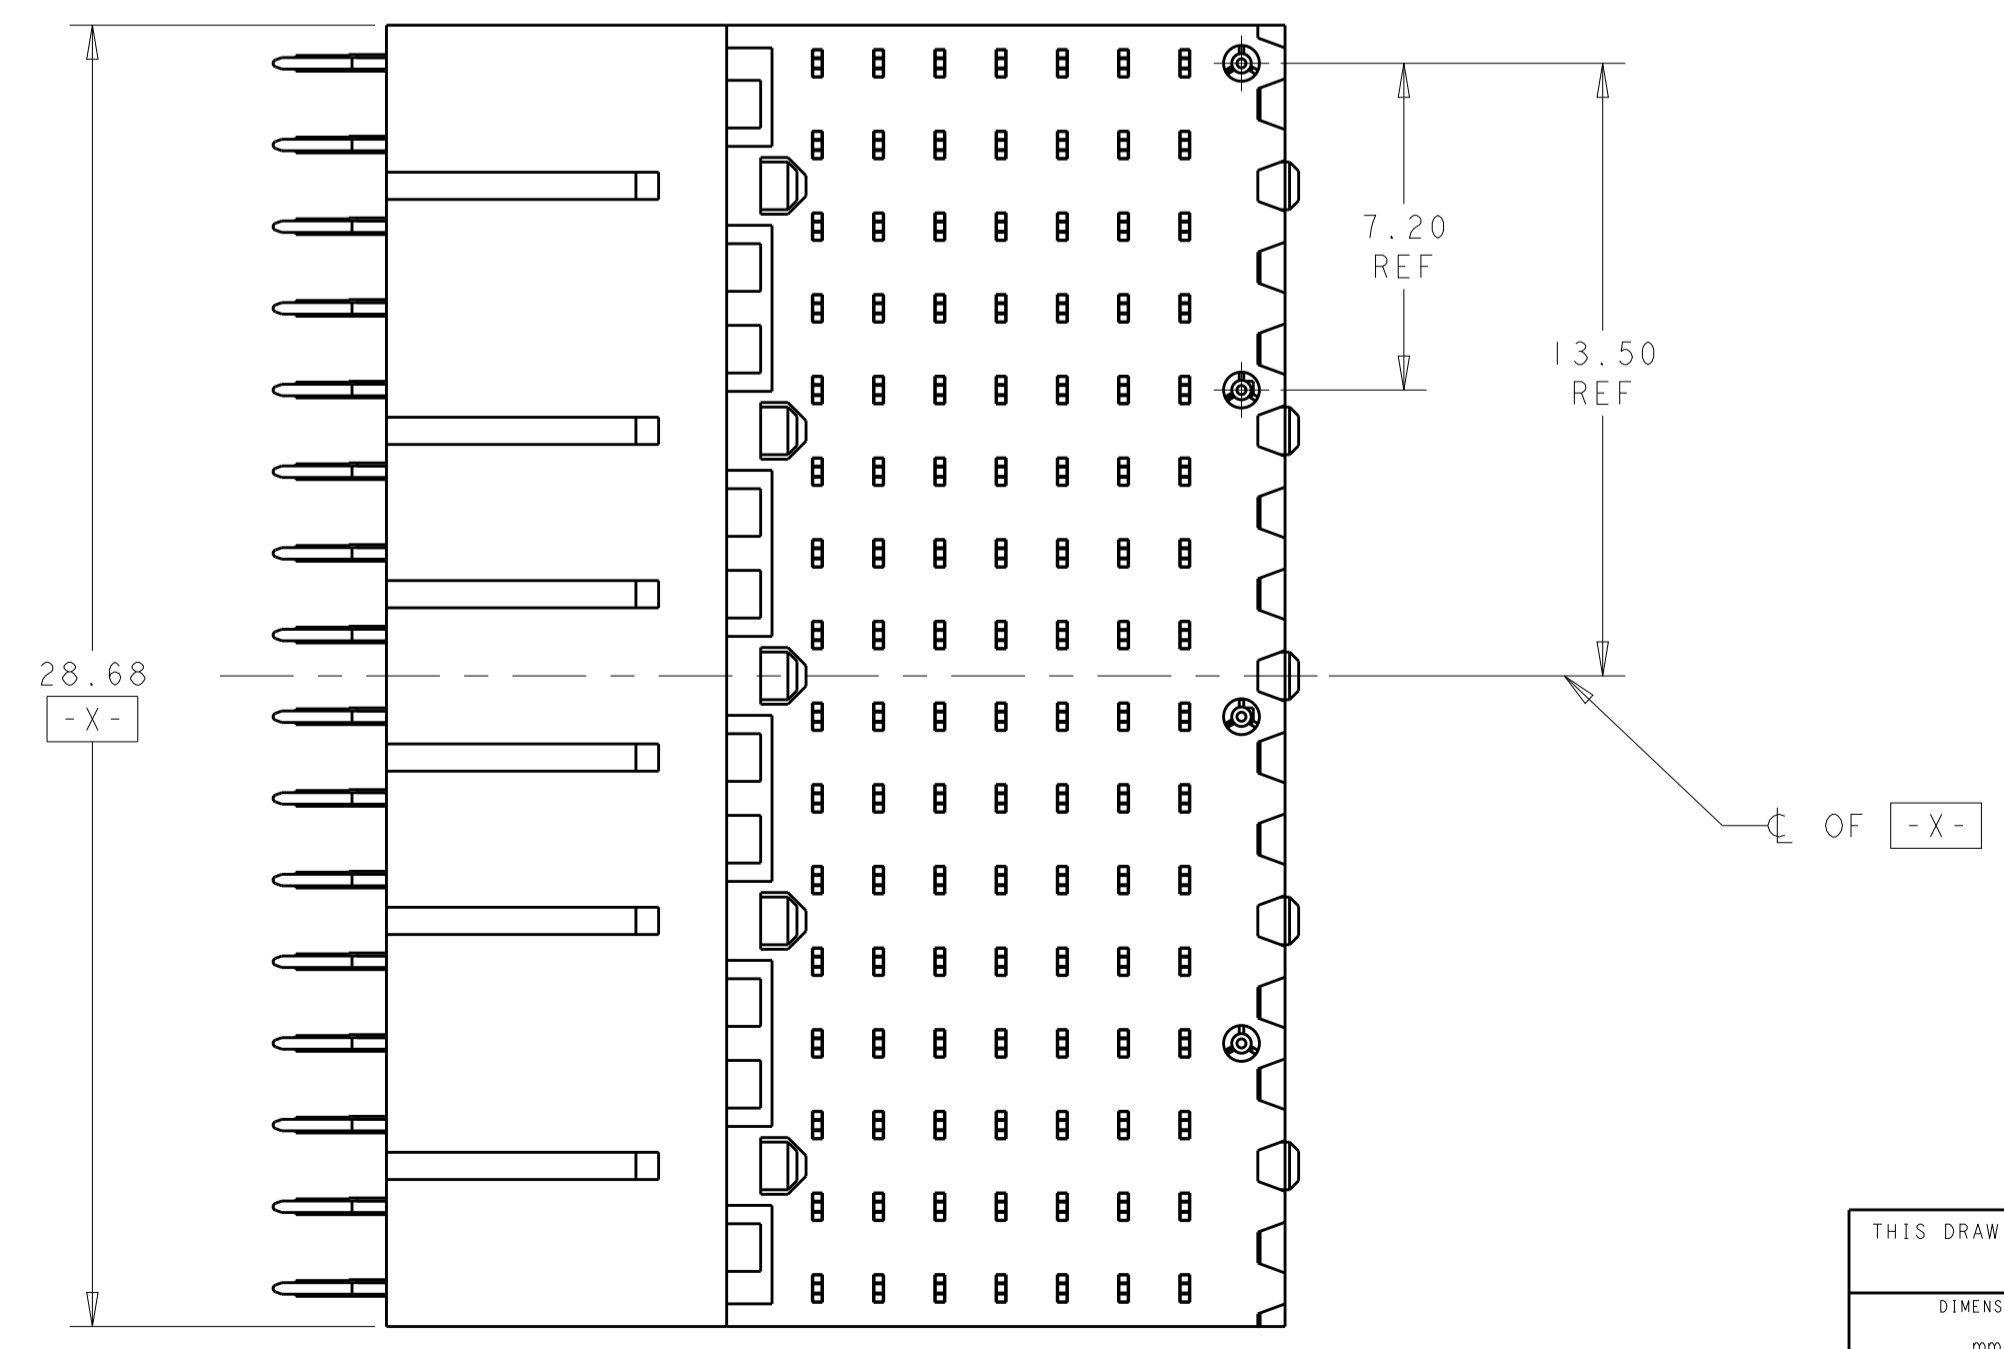 7.20
REF
13.50
REF
28.68
-X-
℄ OF -X-
THIS DRAW
DIMENS
mm